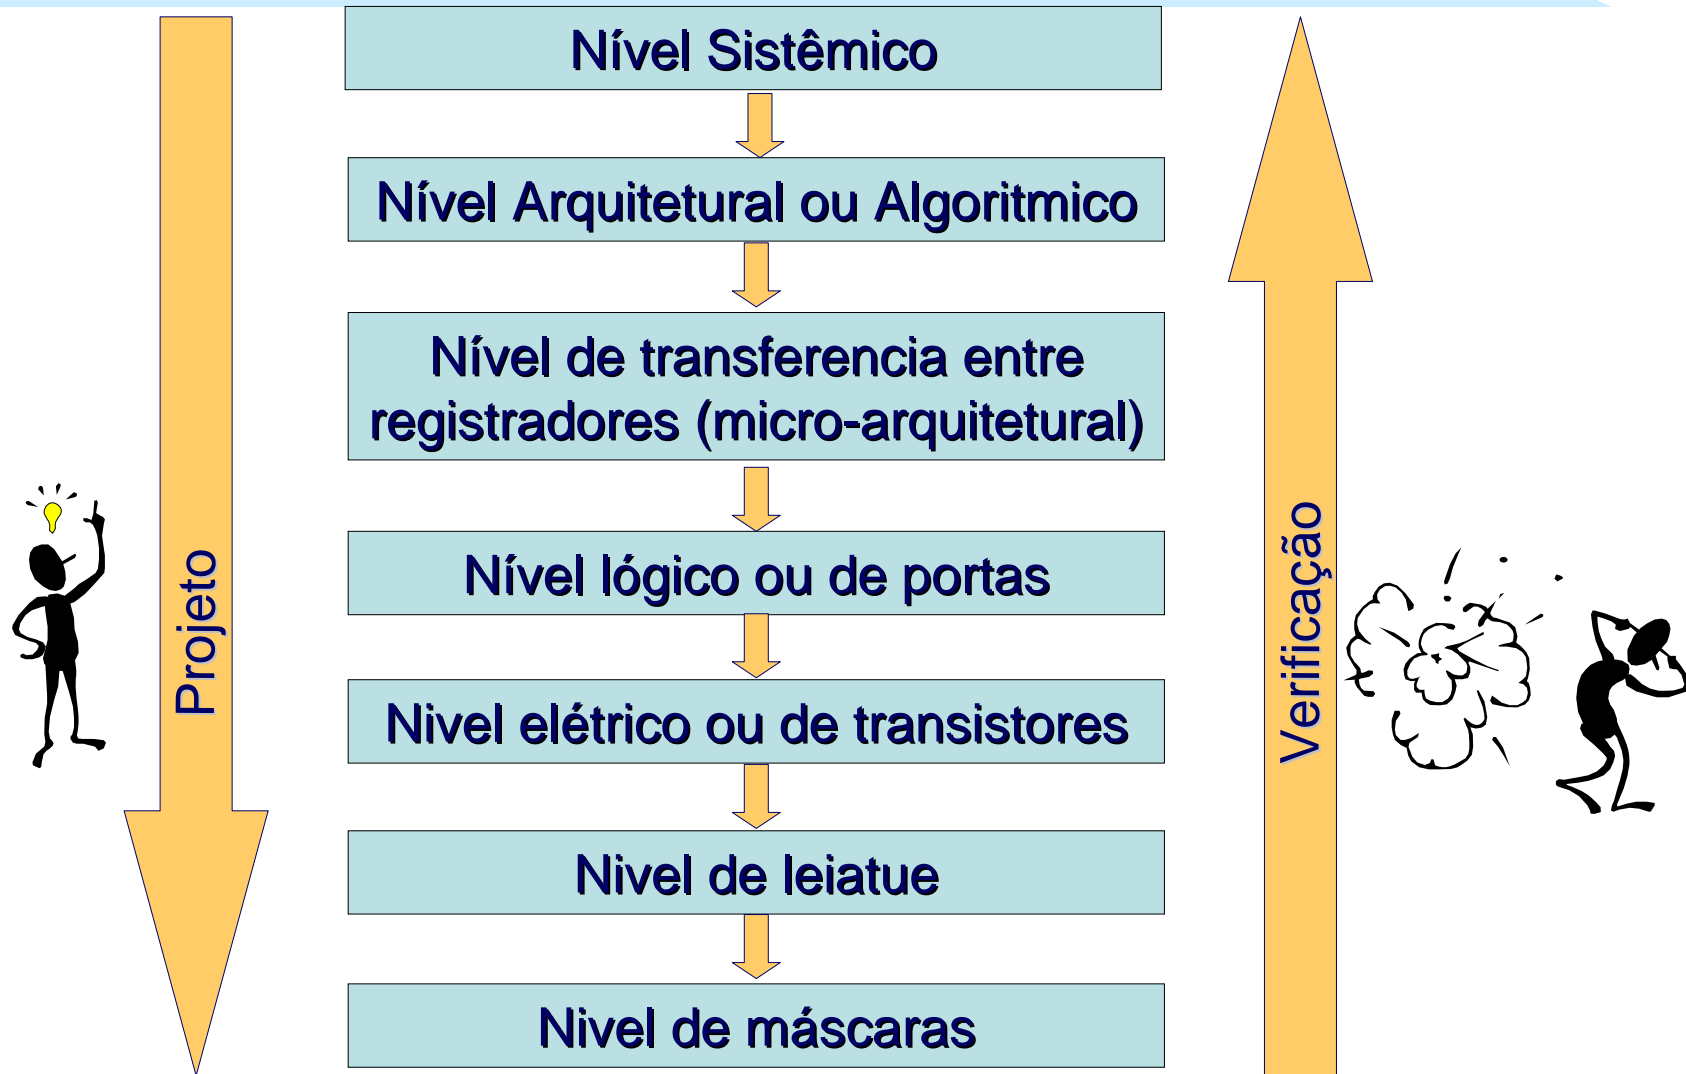 Nível Sistêmico
Nível Arquitetural ou Algoritmico
Nível de transferencia entre
registradores (micro-arquitetural)
Nível lógico ou de portas
Nivel elétrico ou de transistores
Nivel de leiatue
Nivel de máscaras
Projeto
Verificação